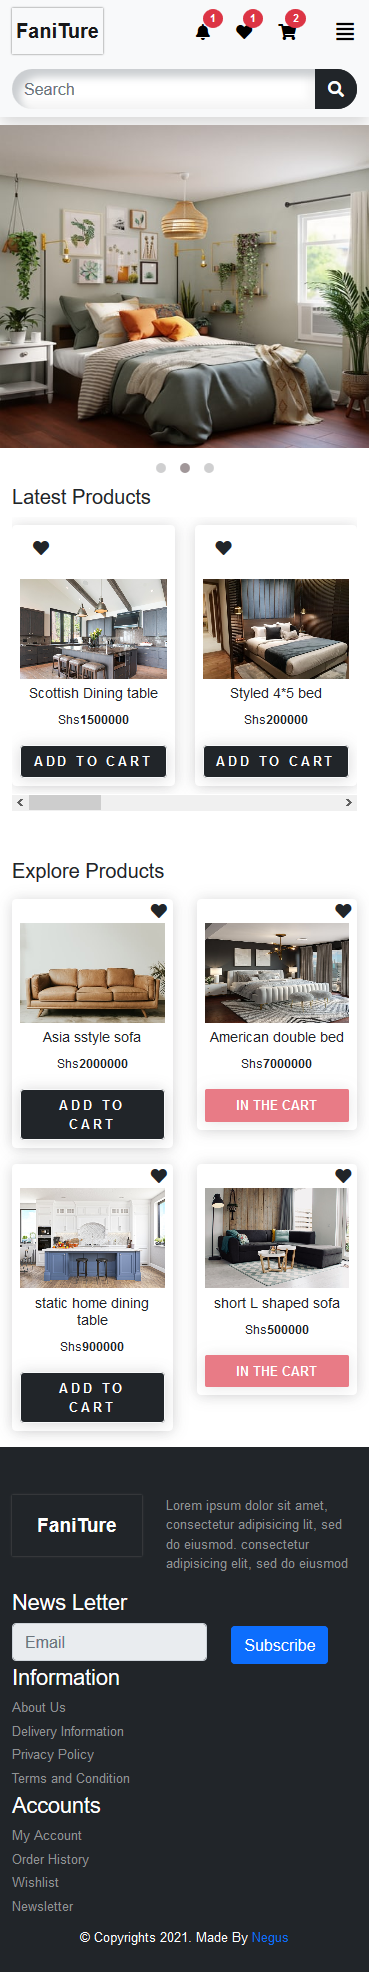 FaniTure
1
1
2
Search
Latest Products
Scottish Dining table
Shs1500000
ADD TO CART
Styled 4*5 bed
Shs200000
ADD TO CART
Explore Products
Asia sstyle sofa
Shs2000000
ADD TO
CART
American double bed
Shs7000000
IN THE CART
static home dining
table
Shs900000
ADD TO
CART
short L shaped sofa
Shs500000
IN THE CART
FaniTure
Lorem ipsum dolor sit amet,
consectetur adipisicing lit, sed
do eiusmod. consectetur
adipisicing elit, sed do eiusmod
News Letter
Email
Subscribe
Information
About Us
Delivery Information
Privacy Policy
Terms and Condition
Accounts
My Account
Order History
Wishlist
Newsletter
© Copyrights 2021. Made By Negus